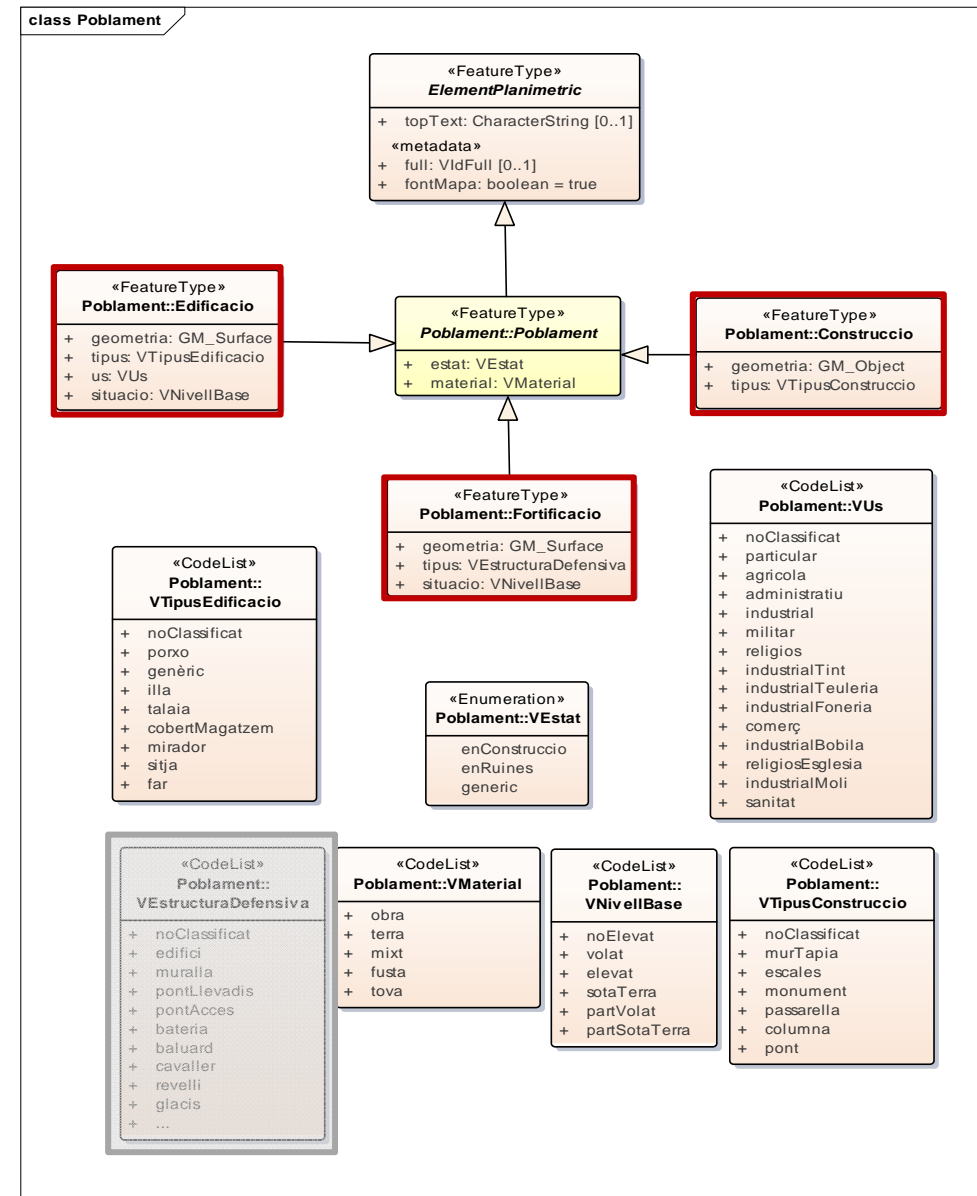 class Poblament
«FeatureType»
ElementPlanimetric
+ topText: CharacterString [0..1]
«metadata»
+ full: VIdFull [0..1]
+ fontMapa: boolean = true
«FeatureType»
Poblament::Edificacio
+ geometria: GM_Surface
+ tipus: VTipusEdificacio
+ us: VUs
+ situacio: VNivellBase
«FeatureType»
Poblament::Poblament
+ estat: VEstat
+ material: VMaterial
«FeatureType»
Poblament::Construccio
+ geometria: GM_Object
+ tipus: VTipusConstruccio
«FeatureType»
Poblament::Fortificacio
+ geometria: GM_Surface
+ tipus: VEstructuraDefensiva
+ situacio: VNivellBase
«CodeList»
Poblament::VUs
+ noClassificat
+ particular
+ agricola
+ administratiu
+ industrial
+ militar
+ religios
+ industrialTint
+ industrialTeuleria
+ industrialFoneria
+ comerç
+ industrialBobila
+ religiosEsglesia
+ industrialMoli
+ sanitat
«CodeList»
Poblament::
VTipusEdificacio
+ noClassificat
+ porxo
+ genèric
+ illa
+ talaia
+ cobertMagatzem
+ mirador
+ sitja
+ far
«Enumeration»
Poblament::VEstat
enConstruccio
enRuines
generic
«CodeList»
Poblament::
VEstructuraDefensiva
+ noClassificat
+ edifici
+ muralla
+ pontLlevadis
+ pontAcces
+ bateria
+ baluard
+ cavaller
+ revelli
+ glacis
+ ...
«CodeList»
Poblament::VMaterial
+ obra
+ terra
+ mixt
+ fusta
+ tova
«CodeList»
Poblament::
VNivellBase
+ noElevat
+ volat
+ elevat
+ sotaTerra
+ partVolat
+ partSotaTerra
«CodeList»
Poblament::
VTipusConstruccio
+ noClassificat
+ murTapia
+ escales
+ monument
+ passarella
+ columna
+ pont